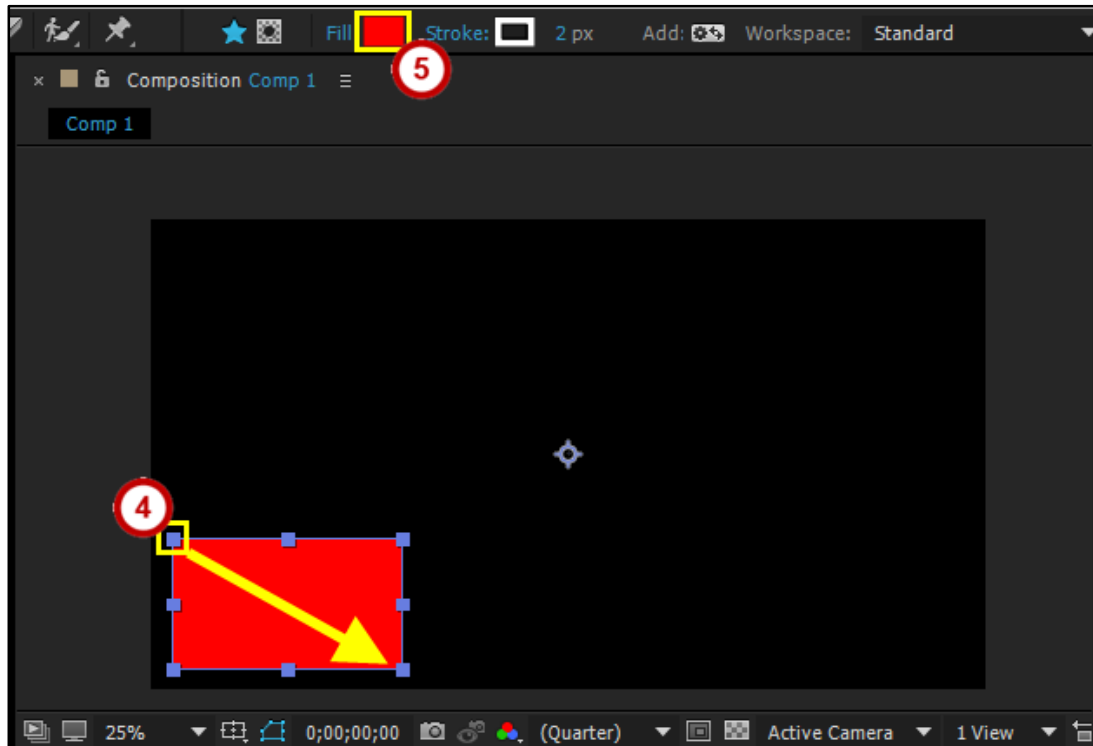 Fill Stroke: 2 px Add: Workspace: Standard
5
× Composition Comp 1
Comp 1
4
25% 0;00;00;00 (Quarter) Active Camera 1 View